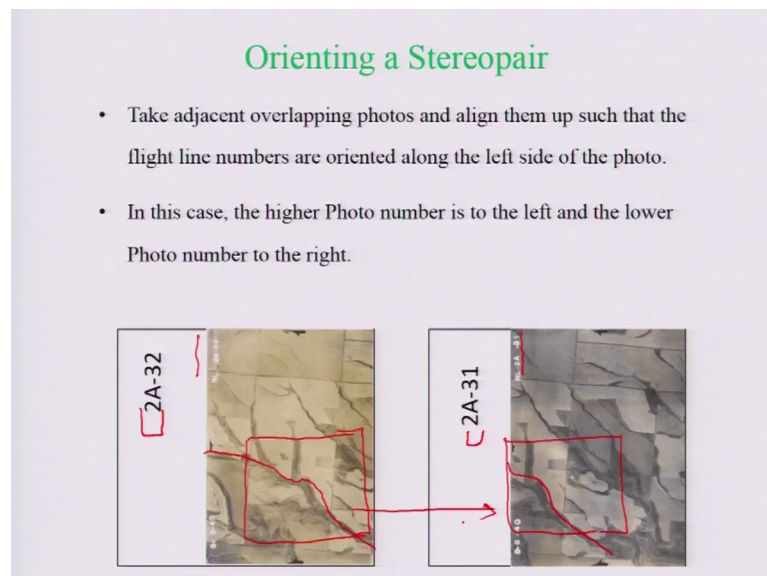 Orienting a Stereopair
• Take adjacent overlapping photos and align them up such that the
flight line numbers are oriented along the left side of the photo.
• In this case, the higher Photo number is to the left and the lower
Photo number to the right.
2A-32
2A-31